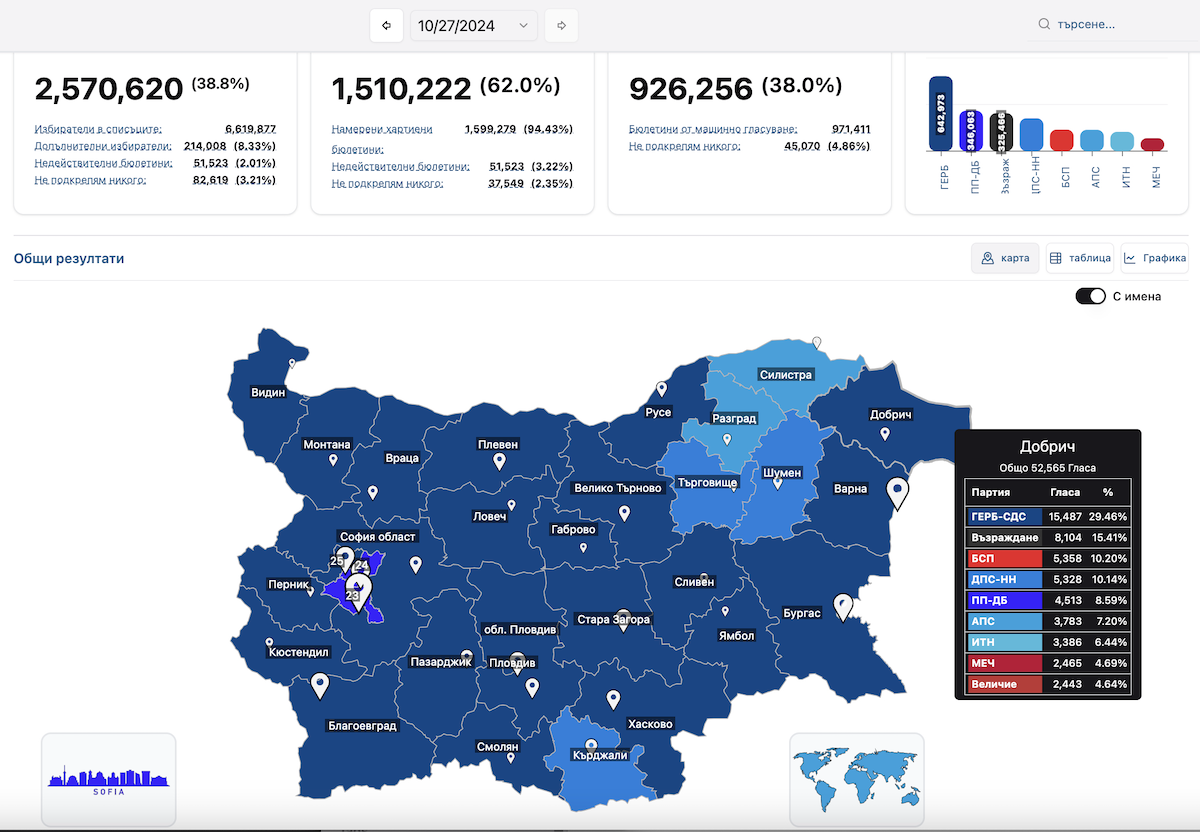 10/27/2024
търсене...
2,570,620 (38.8%)
Избиратели в списъците: 6,619,877
Допълнителни избиратели: 214,008 (8.33%)
Недействителни бюлетини: 51,523 (2.01%)
Не подкрепям никого: 82,619 (3.21%)
1,510,222 (62.0%)
Намерени хартиени бюлетини: 1,599,279 (94.43%)
Недействителни бюлетини: 51,523 (3.22%)
Не подкрепям никого: 37,549 (2.35%)
926,256 (38.0%)
Бюлетини от машинно гласуване: 971,411
Не подкрепям никого: 45,070 (4.86%)
642,973
346,063
325,466
ГЕРБ
ПП-ДБ
Възраж
ДПС-НН
БСП
АПС
ИТН
МЕЧ
Общи резултати
карта
таблица
Графика
С имена
Силистра
Видин
Русе
Разград
Добрич
Монтана
Плевен
Враца
Търговище
Шумен
Велико Търново
Варна
Ловеч
Габрово
София област
25
24
23
Перник
Сливен
Стара Загора
Бургас
обл. Пловдив
Ямбол
Кюстендил
Пазарджик
Пловдив
Благоевград
Хасково
Смолян
Кърджали
Добрич
Общо 52,565 Гласа
Партия Гласа %
ГЕРБ-СДС 15,487 29.46%
Възраждане 8,104 15.41%
БСП 5,358 10.20%
ДПС-НН 5,328 10.14%
ПП-ДБ 4,513 8.59%
АПС 3,783 7.20%
ИТН 3,386 6.44%
МЕЧ 2,465 4.69%
Величие 2,443 4.64%
SOFIA